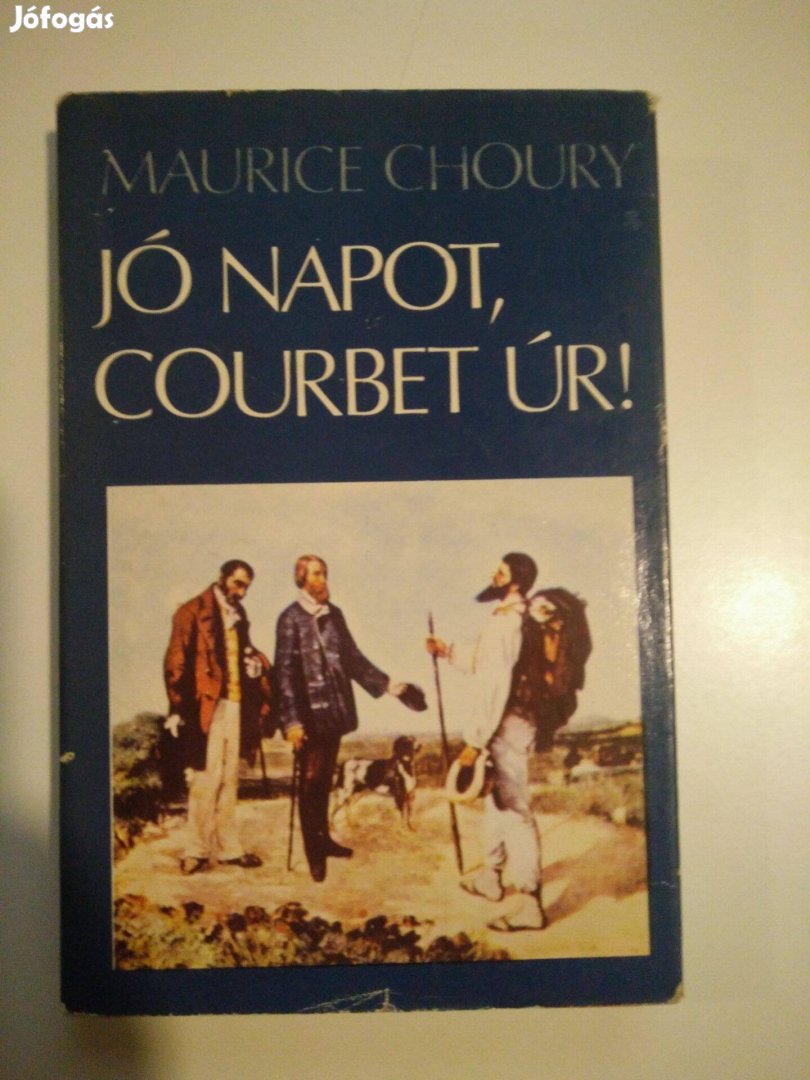 Jófogás
MAURICE CHOURY
JÓ NAPOT,
COURBET ÚR!